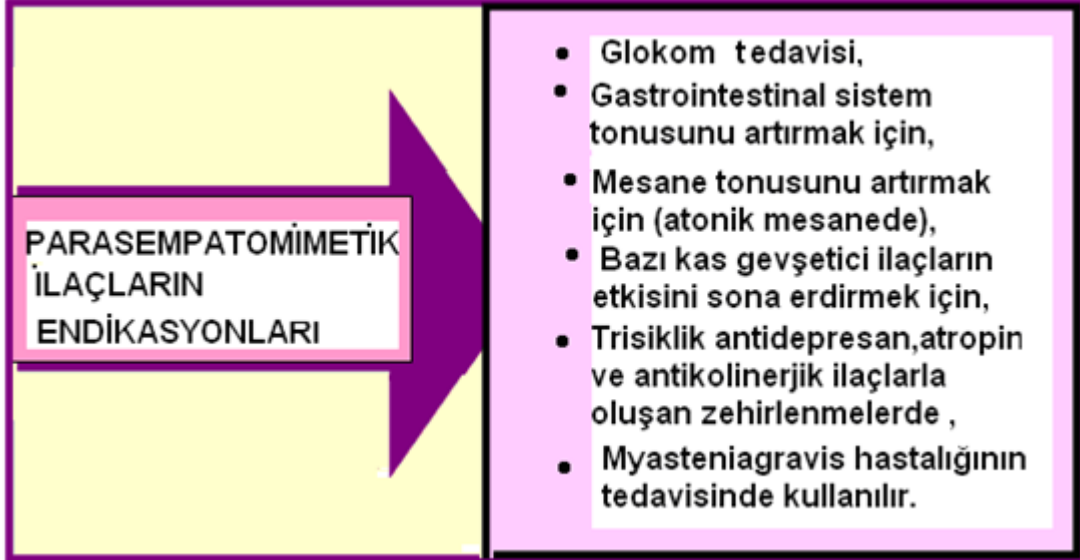 PARASEMPATOMİMETİK
İLAÇLARIN
ENDİKASYONLARI
• Glokom tedavisi,
• Gastrointestinal sistem
tonusunu artırmak için,
• Mesane tonusunu artırmak
için (atonik mesanede),
• Bazı kas gevşetici ilaçların
etkisini sona erdirmek için,
• Trisiklik antidepresan,atropin
ve antikolinerjik ilaçlarla
oluşan zehirlenmelerde ,
• Myasteniagravis hastalığının
tedavisinde kullanılır.